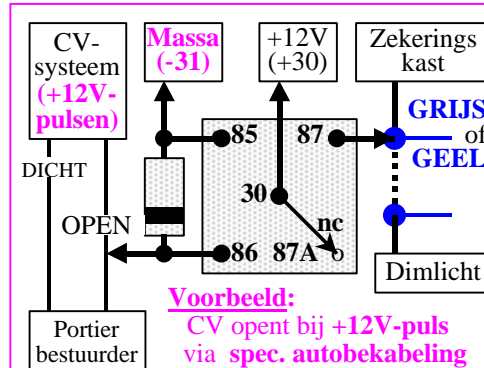 CV-
systeem
(+12V-
pulsen)
Massa
(-31)
+12V
(+30)
Zekerings
kast
GRIJS
of
GEEL
85
87
DICHT
30
nc
OPEN
86
87A
Dimlicht
Portier
bestuurder
Voorbeeld:
CV opent bij +12V-puls
via spec. autobekabeling